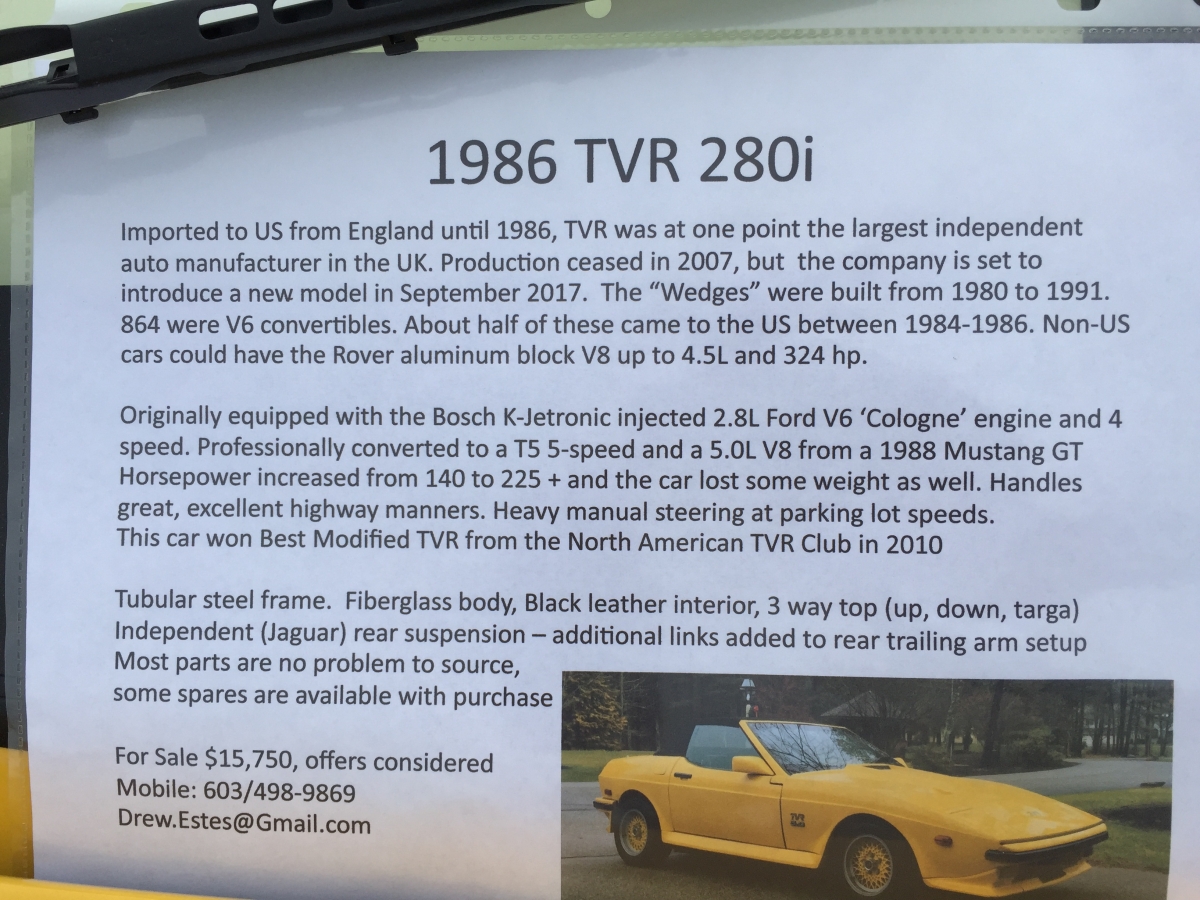 1986 TVR 280i
Imported to US from England until 1986, TVR was at one point the largest independent
auto manufacturer in the UK. Production ceased in 2007, but  the company is set to
introduce a new model in September 2017.  The “Wedges” were built from 1980 to 1991.
864 were V6 convertibles. About half of these came to the US between 1984-1986. Non-US
cars could have the Rover aluminum block V8 up to 4.5L and 324 hp.
Originally equipped with the Bosch K-Jetronic injected 2.8L Ford V6 ‘Cologne’ engine and 4
speed. Professionally converted to a T5 5-speed and a 5.0L V8 from a 1988 Mustang GT
Horsepower increased from 140 to 225 + and the car lost some weight as well. Handles
great, excellent highway manners. Heavy manual steering at parking lot speeds.
This car won Best Modified TVR from the North American TVR Club in 2010
Tubular steel frame.  Fiberglass body, Black leather interior, 3 way top (up, down, targa)
Independent (Jaguar) rear suspension – additional links added to rear trailing arm setup
Most parts are no problem to source,
some spares are available with purchase
For Sale $15,750, offers considered
Mobile: 603/498-9869
Drew.Estes@Gmail.com
TVR